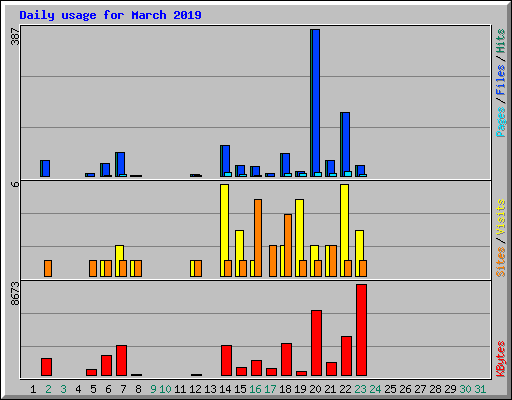 Daily usage for March 2019
387
6
8673
Pages / Files / Hits
Sites / Visits
KBytes
1 2 3 4 5 6 7 8 9 10 11 12 13 14 15 16 17 18 19 20 21 22 23 24 25 26 27 28 29 30 31